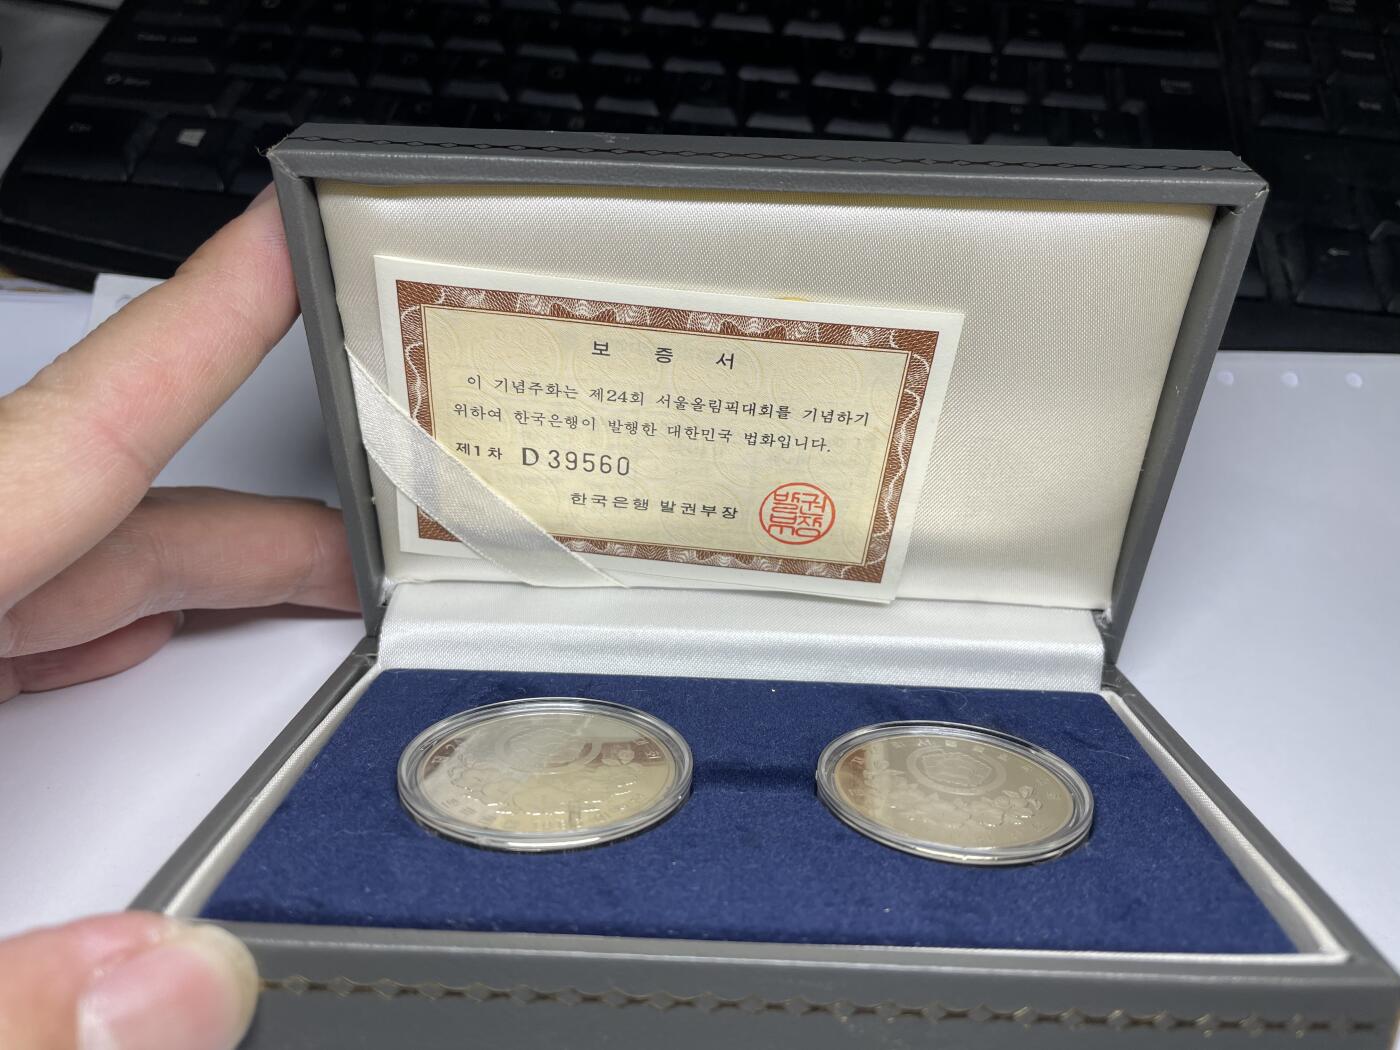 보 증 서
이 기념주화는 제24회 서울올림픽대회를 기념하기
위하여 한국은행이 발행한 대한민국 법화입니다.
제1차 D 39560
한국은행 발권부장
발권
부장